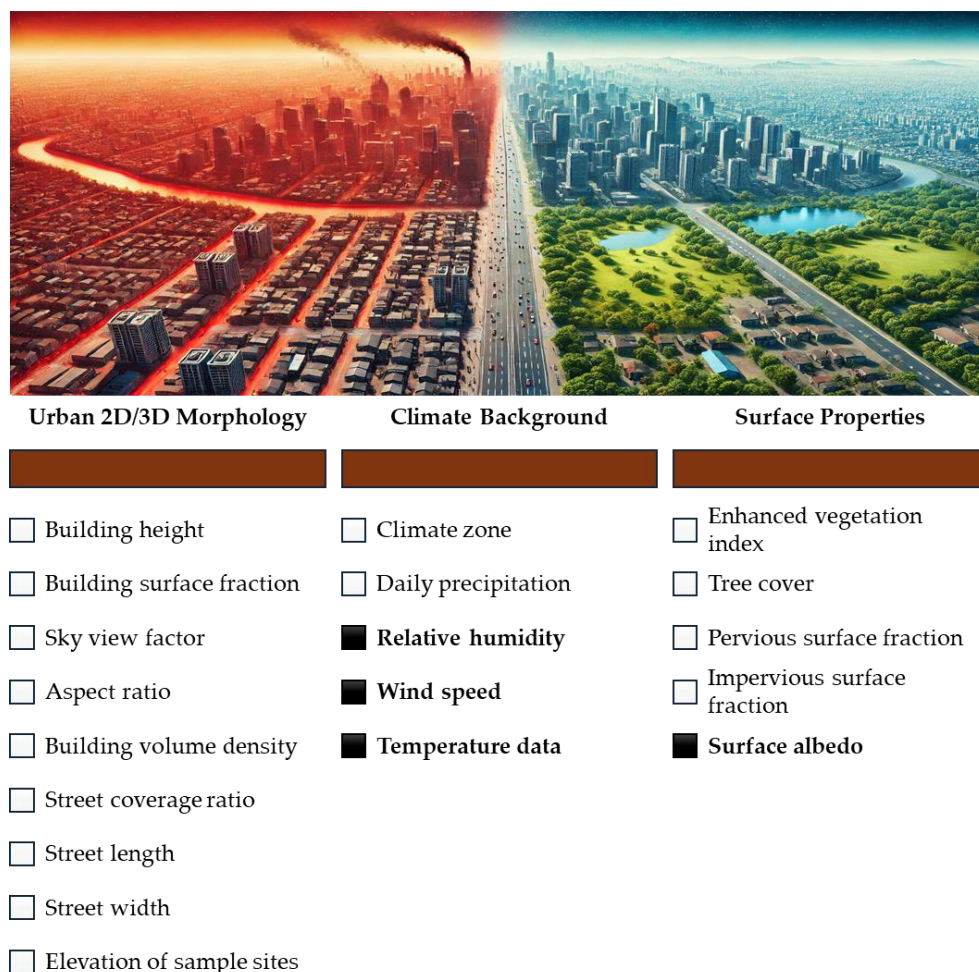 Urban 2D/3D Morphology
Climate Background
Surface Properties
Building height
Building surface fraction
Sky view factor
Aspect ratio
Building volume density
Street coverage ratio
Street length
Street width
Elevation of sample sites
Climate zone
Daily precipitation
Relative humidity
Wind speed
Temperature data
Enhanced vegetation
index
Tree cover
Pervious surface fraction
Impervious surface
fraction
Surface albedo